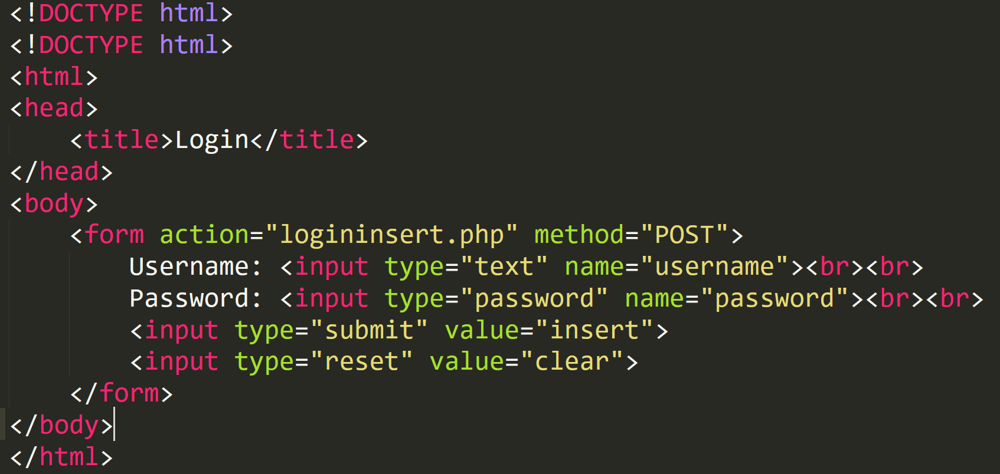 <!DOCTYPE html>
<!DOCTYPE html>
<html>
<head>
    <title>Login</title>
</head>
<body>
    <form action="logininsert.php" method="POST">
        Username: <input type="text" name="username"><br><br>
        Password: <input type="password" name="password"><br><br>
        <input type="submit" value="insert">
        <input type="reset" value="clear">
    </form>
</body>
</html>